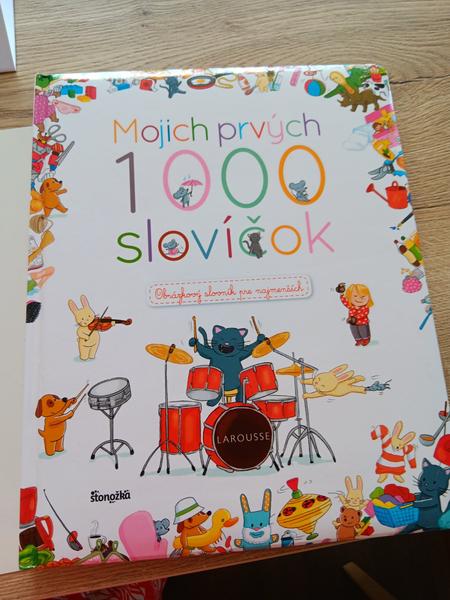 Mojich prvých
1000
slovíčok
Obrázkový slovník pre najmenších
LAROUSSE
stonožka